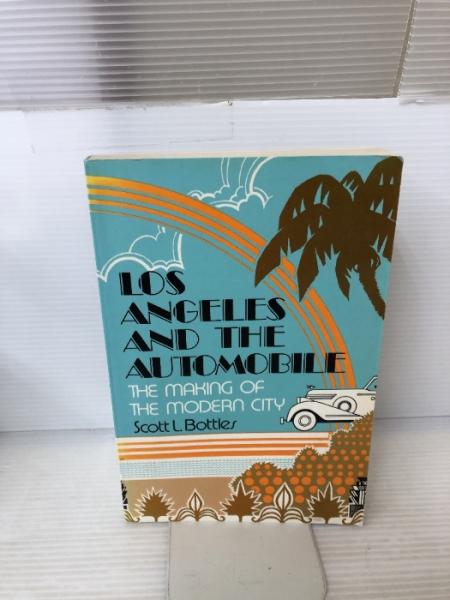 LOS
ANGELES
AND THE
AUTOMOBILE
THE MAKING OF
THE MODERN CITY
Scott L. Bottles